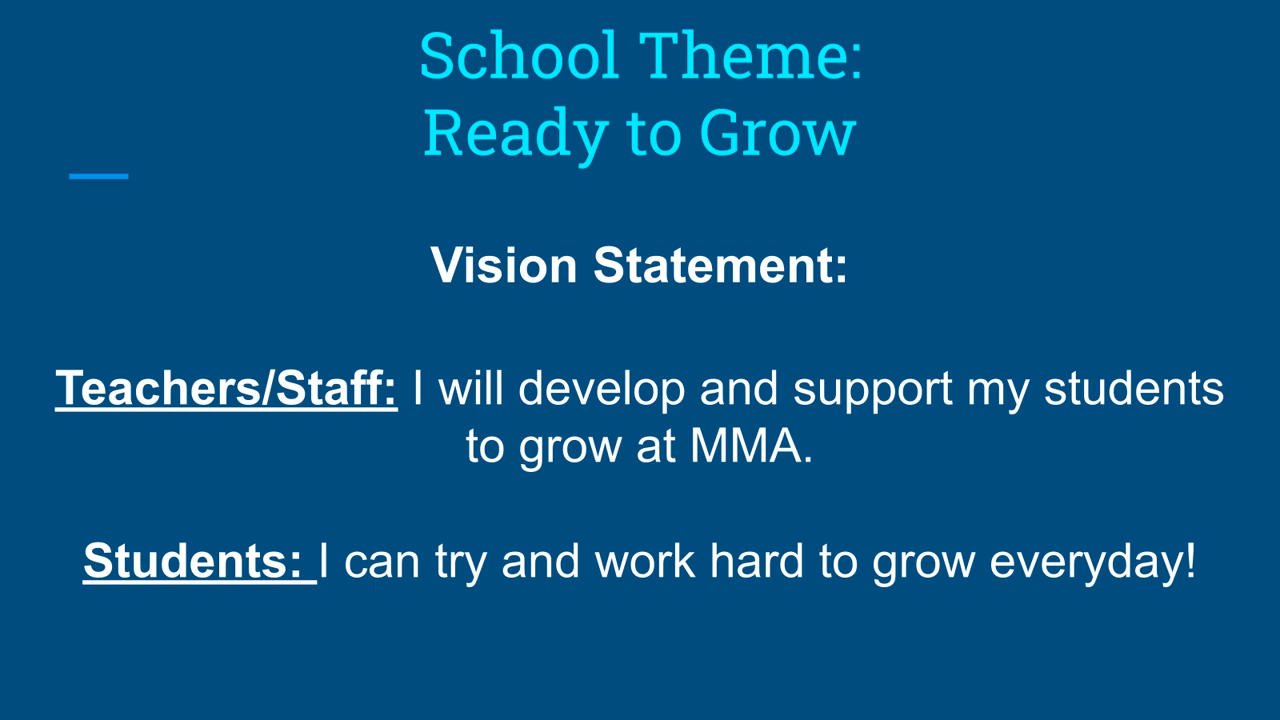 School Theme:
Ready to Grow
Vision Statement:
Teachers/Staff: I will develop and support my students
to grow at MMA.
Students: I can try and work hard to grow everyday!